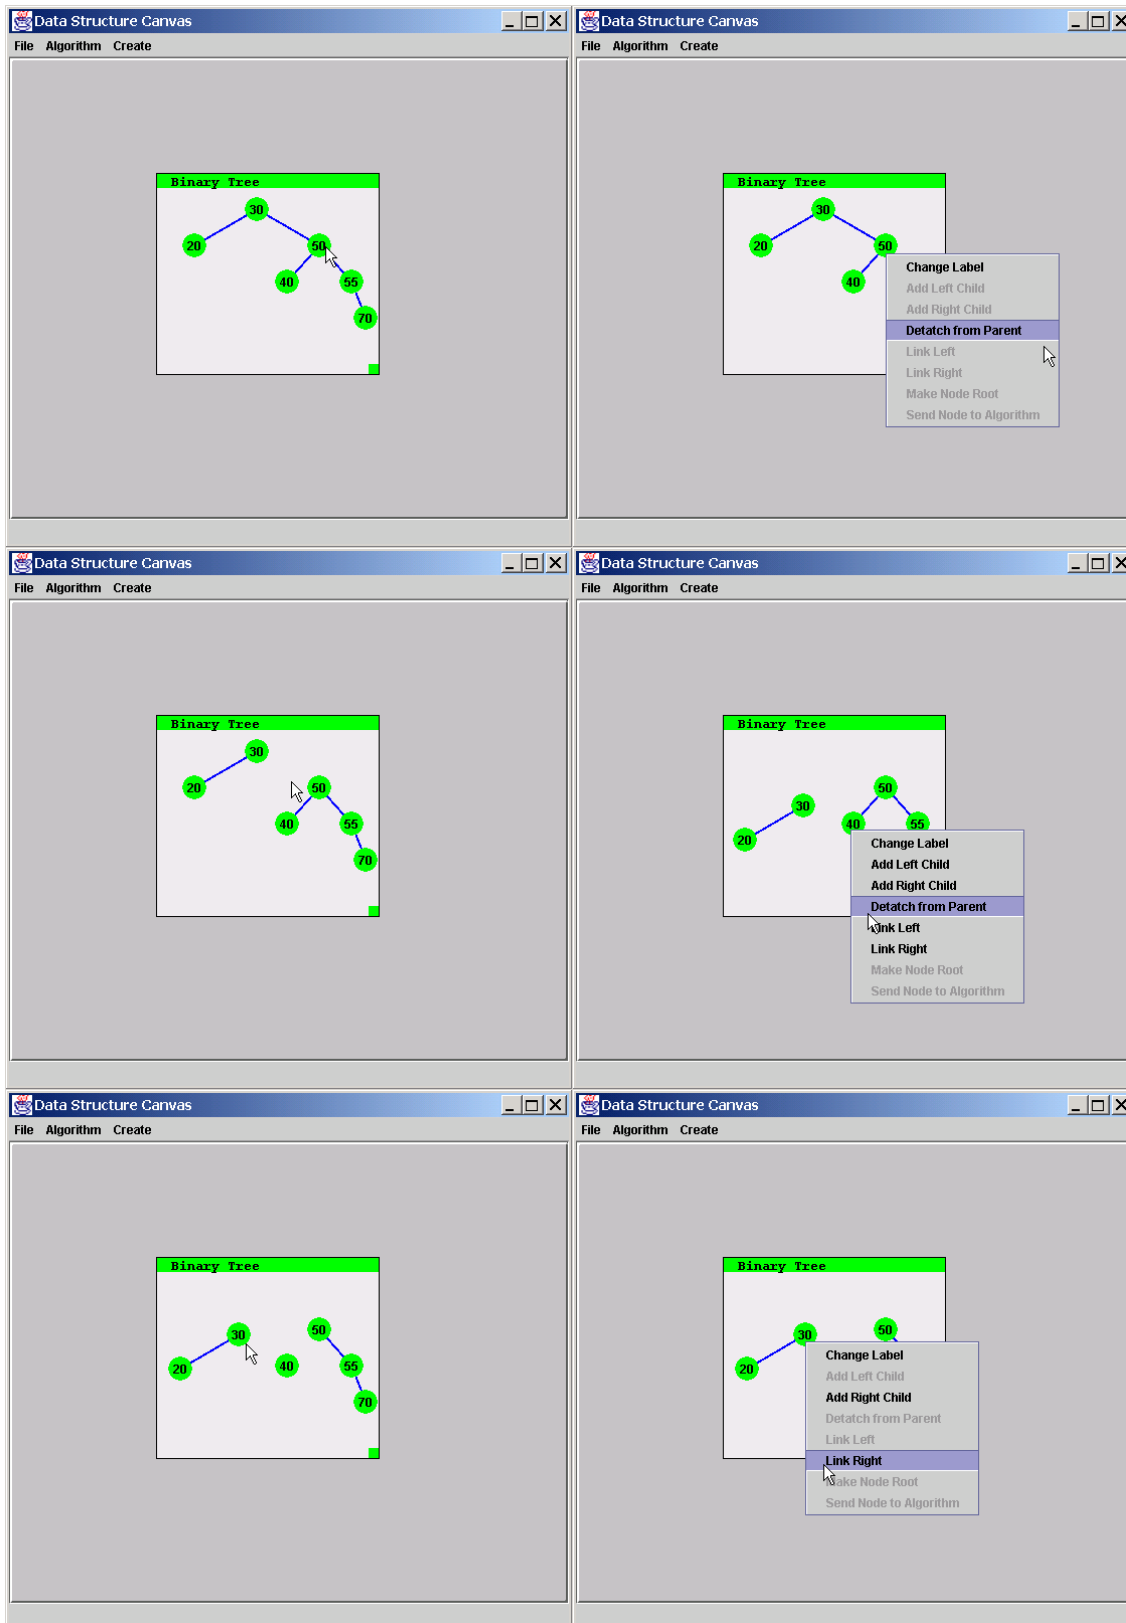 Data Structure Canvas
File Algorithm Create
Binary Tree
30
20
50
40
55
70
Data Structure Canvas
File Algorithm Create
Binary Tree
30
20
50
40
Change Label
Add Left Child
Add Right Child
Detatch from Parent
Link Left
Link Right
Make Node Root
Send Node to Algorithm
Data Structure Canvas
File Algorithm Create
Binary Tree
30
20
50
40
55
70
Data Structure Canvas
File Algorithm Create
Binary Tree
50
30
20
40
55
Change Label
Add Left Child
Add Right Child
Detatch from Parent
Link Left
Link Right
Make Node Root
Send Node to Algorithm
Data Structure Canvas
File Algorithm Create
Binary Tree
50
30
20
40
55
70
Data Structure Canvas
File Algorithm Create
Binary Tree
30
50
20
Change Label
Add Left Child
Add Right Child
Detatch from Parent
Link Left
Link Right
Make Node Root
Send Node to Algorithm